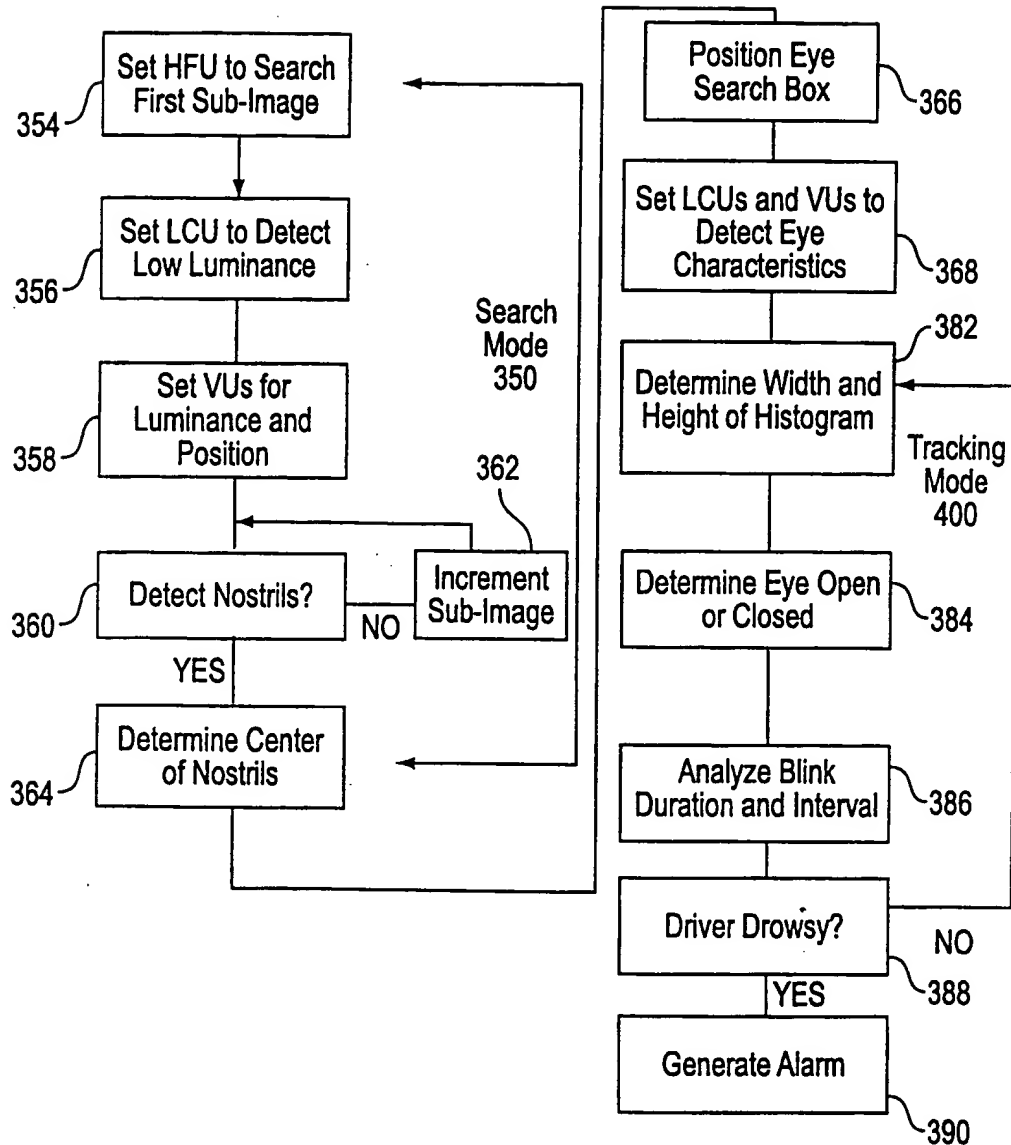 Set HFU to Search
First Sub-Image
354
Set LCU to Detect
Low Luminance
356
Set VUs for
Luminance and
Position
358
Search
Mode
350
362
Increment
Sub-Image
Detect Nostrils?
360
NO
YES
Determine Center
of Nostrils
364
Position Eye
Search Box
366
Set LCUs and VUs to
Detect Eye
Characteristics
368
382
Determine Width and
Height of Histogram
Tracking
Mode
400
Determine Eye Open
or Closed
384
Analyze Blink
Duration and Interval
386
Driver Drowsy?
NO
388
YES
Generate Alarm
390